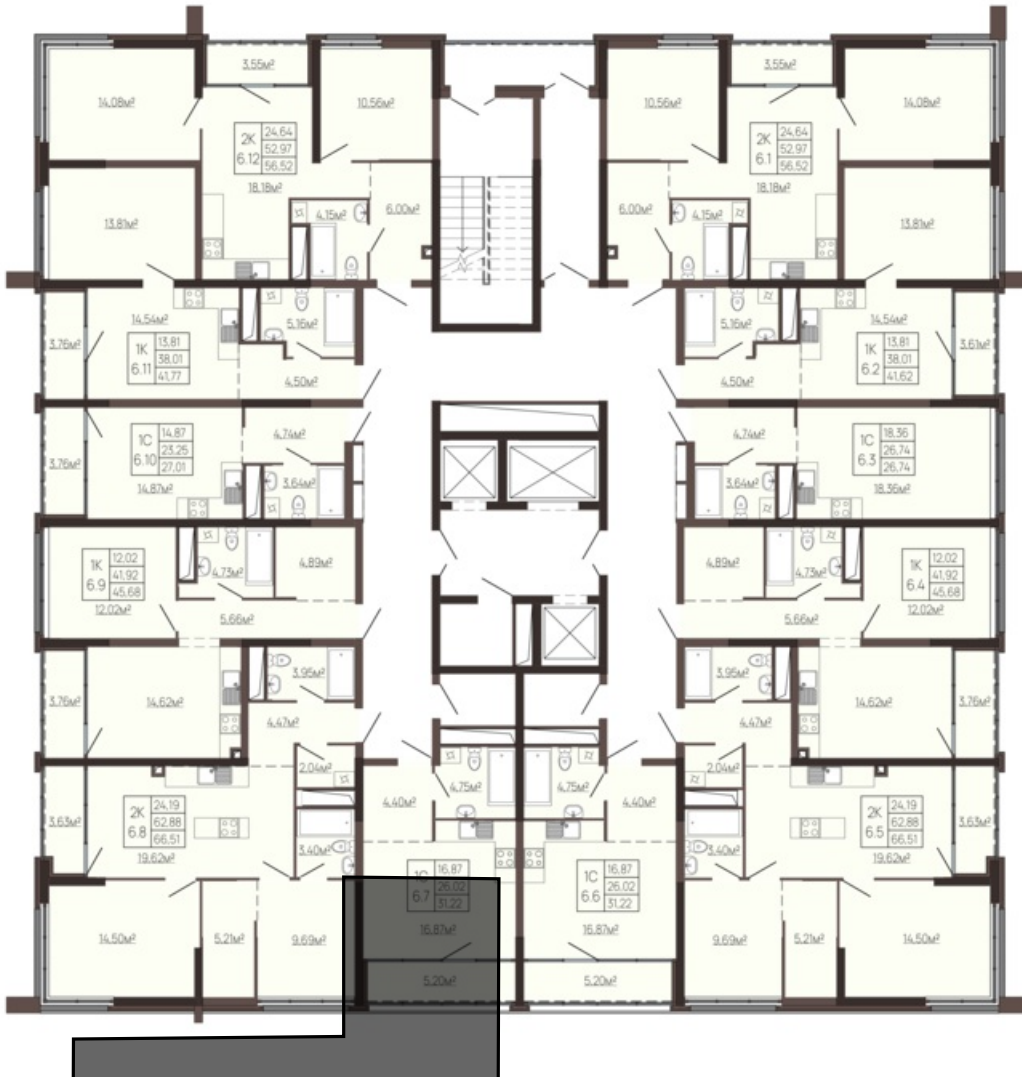 3.55м²
3.55м²
14.08м²
10.56м²
10.56м²
14.08м²
2К
6.12
24.64
52.97
56.52
18.18м²
2К
6.1
24.64
52.97
56.52
18.18м²
13.81м²
4.15м²
6.00м²
6.00м²
4.15м²
13.81м²
3.76м²
14.54м²
1К
6.11
13.81
38.01
41.77
5.16м²
4.50м²
5.16м²
4.50м²
14.54м²
1К
6.2
13.81
38.01
41.62
3.61м²
3.76м²
1С
6.10
14.87
23.25
27.01
14.87м²
4.74м²
3.64м²
4.74м²
3.64м²
1С
6.3
18.36
26.74
26.74
18.36м²
1К
6.9
12.02
41.92
45.68
12.02м²
4.73м²
4.89м²
5.66м²
4.89м²
4.73м²
5.66м²
1К
6.4
12.02
41.92
45.68
12.02м²
3.76м²
14.62м²
3.95м²
4.47м²
3.95м²
4.47м²
14.62м²
3.76м²
2.04м²
2.04м²
3.63м²
2К
6.8
24.19
62.88
66.51
19.62м²
3.40м²
4.40м²
4.75м²
4.75м²
4.40м²
3.40м²
2К
6.5
24.19
62.88
66.51
19.62м²
3.63м²
1С
6.7
16.87
26.02
31.22
16.87м²
1С
6.6
16.87
26.02
31.22
16.87м²
14.50м²
5.21м²
9.69м²
5.20м²
5.20м²
9.69м²
5.21м²
14.50м²